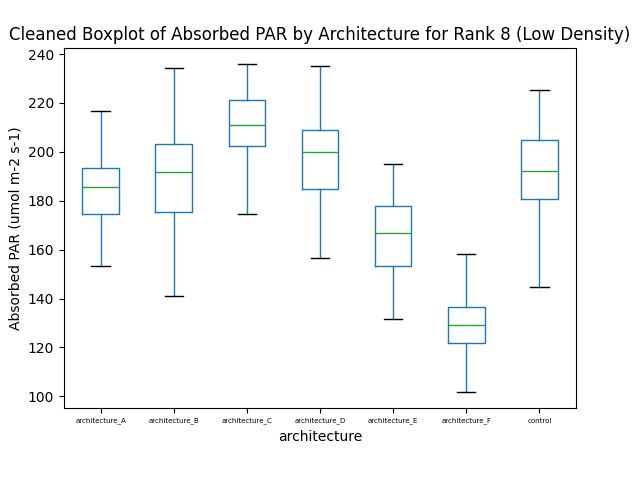 Cleaned Boxplot of Absorbed PAR by Architecture for Rank 8 (Low Density)
240
220
200
180
160
140
120
100
Absorbed PAR (umol m-2 s-1)
architecture_A architecture_B architecture_C architecture_D architecture_E architecture_F control
architecture